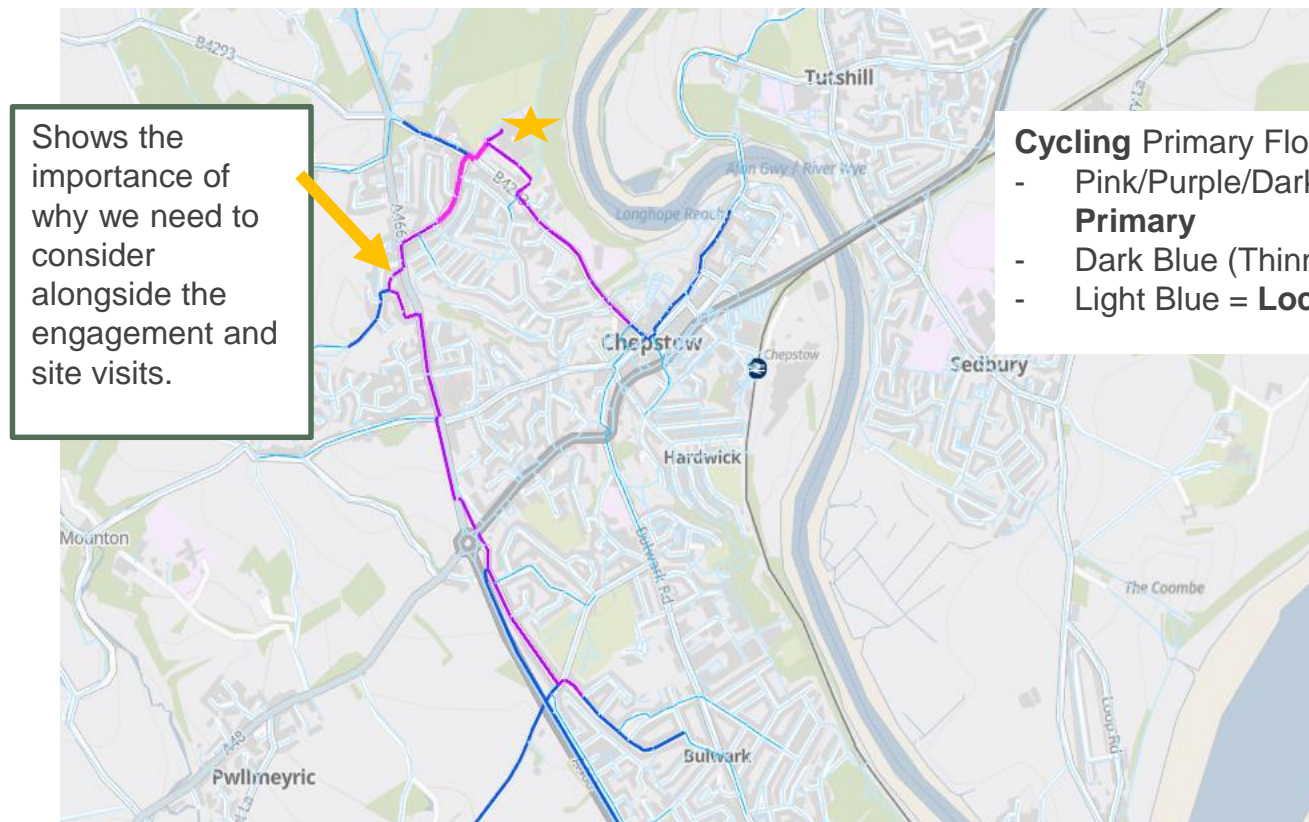 B4293
Tutshill
Shows the
importance of
why we need to
consider
alongside the
engagement and
site visits.
Cycling Primary Flo
- Pink/Purple/Dark
Primary
- Dark Blue (Thinn
- Light Blue = Loc
Afon Gwy / River Wye
A466
Longhope Reach
Chepstow
Chepstow
Sedbury
Hardwick
Mounton
Bulwark Rd
The Coombe
Loop Rd
A48
Bulwark
Pwllmeyric